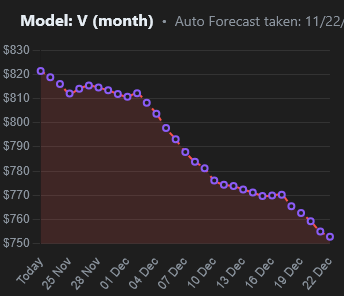 Model: V (month) • Auto Forecast taken: 11/22/
$830
$820
$810
$800
$790
$780
$770
$760
$750
Today
25 Nov
28 Nov
01 Dec
04 Dec
07 Dec
10 Dec
13 Dec
16 Dec
19 Dec
22 Dec